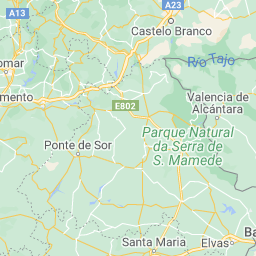 A13
A23
Castelo Branco
Río Tajo
omar
mento
E802
Valencia de
Alcántara
Parque Natural
da Serra de
S. Mamede
Ponte de Sor
Santa Maria
Elvas
Ba